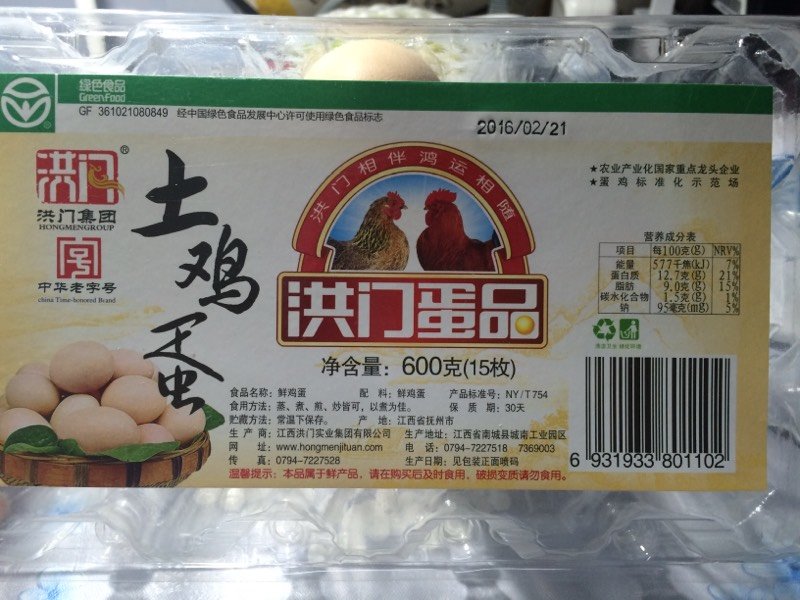 绿色食品
GreenFood
GF 361021080849 经中国绿色食品发展中心许可使用绿色食品标志
2016/02/21
洪门
®
洪门集团
HONGMENGROUP
中华老字号
china Time-honored Brand
土鸡蛋
洪门相伴鸿运相随
洪门蛋品
净含量：600克(15枚)
★农业产业化国家重点龙头企业
★蛋鸡标准化示范场
营养成分表
项目 每100克(g) NRV%
能量 577千焦(kJ) 7%
蛋白质 12.7克(g) 21%
脂肪 9.0克(g) 15%
碳水化合物 1.5克(g) 1%
钠 95毫克(mg) 5%
食品名称：鲜鸡蛋 配料：鲜鸡蛋 产品标准号：NY/T754
食用方法：蒸、煮、煎、炒皆可，以煮为佳。 保质期：30天
贮藏方法：常温下保存。 产地：江西省抚州市
生产商：江西洪门实业集团有限公司 生产地址：江西省南城县城南工业园区
网址：www.hongmenjituan.com 电话：0794-7227518 7369003
传真：0794-7227528 生产日期：见包装正面喷码
温馨提示：本品属于鲜产品，请在购买后及时食用，破损变质请勿食用。
6 931933 801102